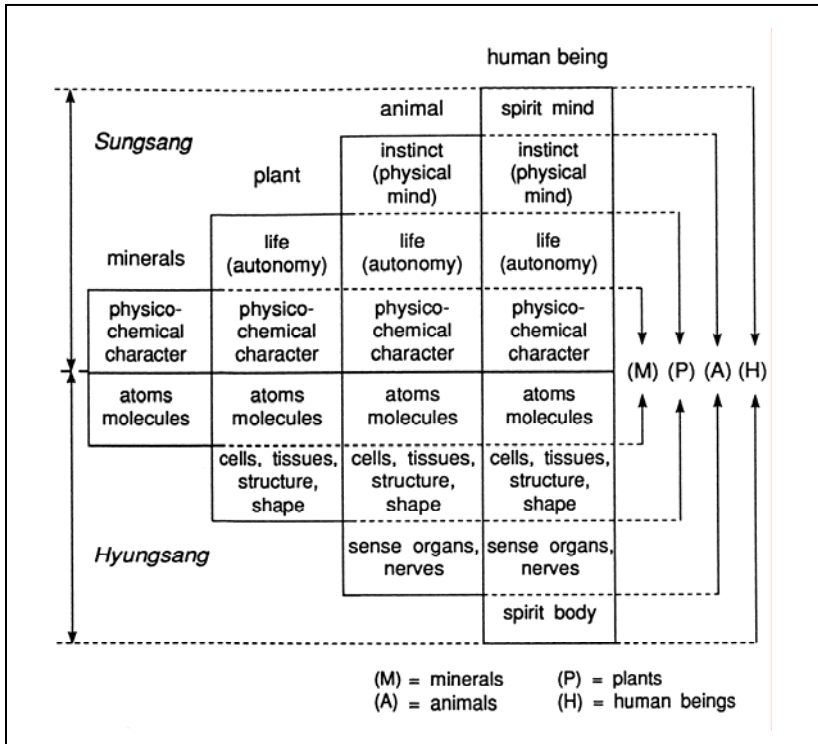 human being
animal
spirit mind
Sungsang
plant
instinct
(physical
mind)
instinct
(physical
mind)
minerals
life
(autonomy)
life
(autonomy)
life
(autonomy)
physico-
chemical
character
physico-
chemical
character
physico-
chemical
character
physico-
chemical
character
(M) (P) (A) (H)
atoms
molecules
atoms
molecules
atoms
molecules
atoms
molecules
cells, tissues,
structure,
shape
cells, tissues,
structure,
shape
cells, tissues,
structure,
shape
Hyungsang
sense organs,
nerves
sense organs,
nerves
spirit body
(M) = minerals (P) = plants
(A) = animals (H) = human beings